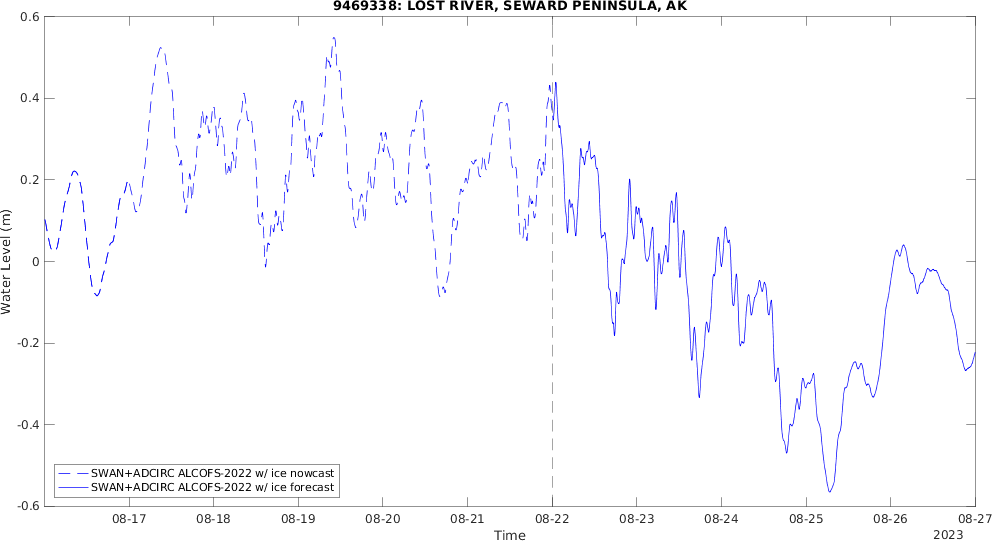 9469338: LOST RIVER, SEWARD PENINSULA, AK
Water Level (m)
0.6
0.4
0.2
0
-0.2
-0.4
-0.6
SWAN+ADCIRC ALCOFS-2022 w/ ice nowcast
SWAN+ADCIRC ALCOFS-2022 w/ ice forecast
08-17 08-18 08-19 08-20 08-21 08-22 08-23 08-24 08-25 08-26 08-27
Time
2023